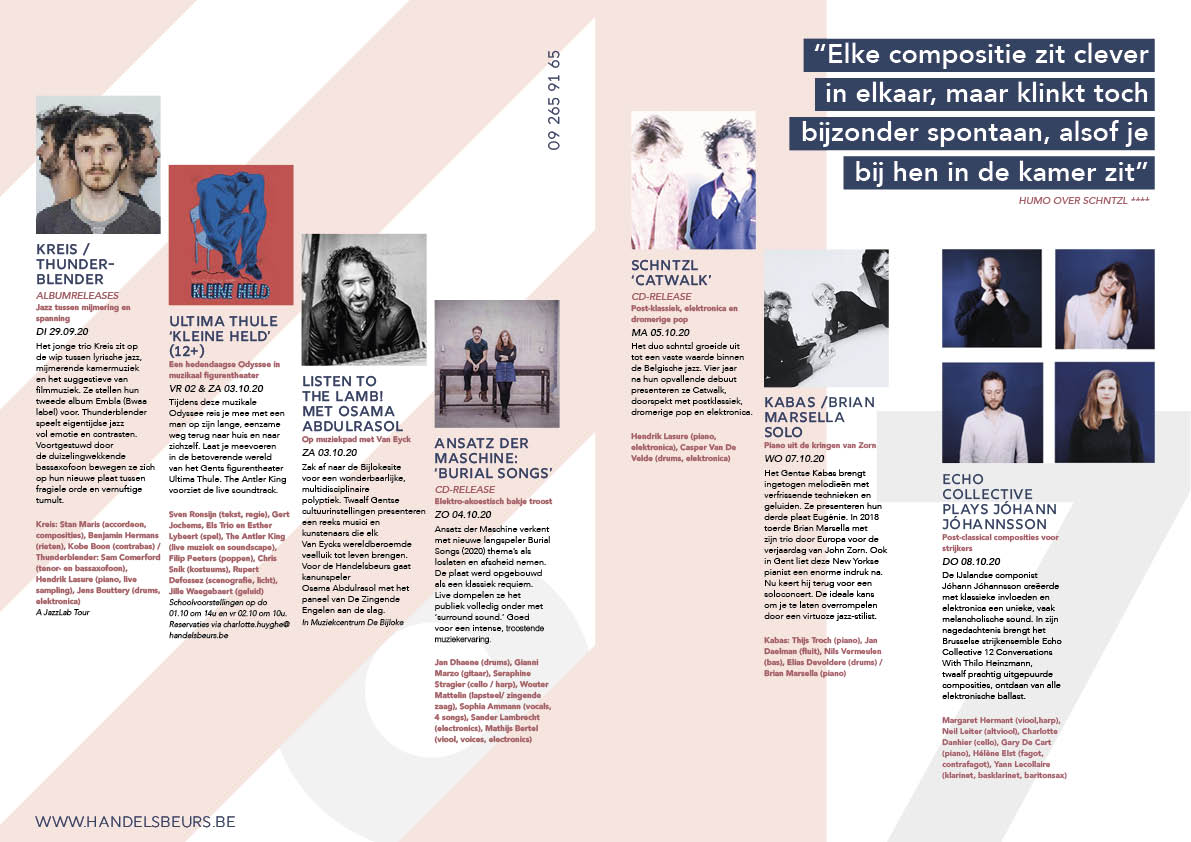 09 265 91 65
KREIS /
THUNDER-
BLENDER
ALBUMRELEASES
Jazz tussen mijmering en
spanning
DI 29.09.20
Het jonge trio Kreis zit op
de wip tussen lyrische jazz,
mijmerende kamermuziek
en het suggestieve van
filmmuziek. Ze stellen hun
tweede album Embla (Bwaa
label) voor. Thunderblender
speelt eigentijdse jazz
vol emotie en contrasten.
Voortgestuwd door
de duizelingwekkende
bassaxofoon bewegen ze zich
op hun nieuwe plaat tussen
fragiele orde en vernuftige
tumult.
Kreis: Stan Maris (accordeon,
composities), Benjamin Hermans
(rieten), Kobe Boon (contrabas) /
Thunderblender: Sam Comerford
(tenor- en bassaxofoon),
Hendrik Lasure (piano, live
sampling), Jens Bouttery (drums,
elektronica)
A JazzLab Tour
KLEINE HELD
ULTIMA THULE
'KLEINE HELD'
(12+)
Een hedendaagse Odyssee in
muzikaal figurentheater
VR 02 & ZA 03.10.20
Tijdens deze muzikale
Odyssee reis je mee met een
man op zijn lange, eenzame
weg terug naar huis en naar
zichzelf. Laat je meevoeren
in de betoverende wereld
van het Gents figurentheater
Ultima Thule. The Antler King
voorziet de live soundtrack.
Sven Ronsijn (tekst, regie), Gert
Jochems, Els Trio en Esther
Lybeert (spel), The Antler King
(live muziek en soundscape),
Filip Peeters (poppen), Chris
Snik (kostuums), Rupert
Defossez (scenografie, licht),
Jille Waegebaert (geluid)
Schoolvoorstellingen op do
01.10 om 14u en vr 02.10 om 10u.
Reservaties via charlotte.huyghe@
handelsbeurs.be
LISTEN TO
THE LAMB!
MET OSAMA
ABDULRASOL
Op muziekpad met Van Eyck
ZA 03.10.20
Zak af naar de Bijlokesite
voor een wonderbaarlijke,
multidisciplinaire
polyptiek. Twaalf Gentse
cultuurinstellingen presenteren
een reeks musici en
kunstenaars die elk
Van Eycks wereldberoemde
veelluik tot leven brengen.
Voor de Handelsbeurs gaat
kanunspeler
Osama Abdulrasol met het
paneel van De Zingende
Engelen aan de slag.
In Muziekcentrum De Bijloke
ANSATZ DER
MASCHINE:
'BURIAL SONGS'
CD-RELEASE
Elektro-akoestisch bakje troost
ZO 04.10.20
Ansatz der Maschine verkent
met nieuwe langspeler Burial
Songs (2020) thema's als
loslaten en afscheid nemen.
De plaat werd opgebouwd
als een klassiek requiem.
Live dompelen ze het
publiek volledig onder met
'surround sound.' Goed
voor een intense, troostende
muziekervaring.
Jan Dhaene (drums), Gianni
Marzo (gitaar), Seraphine
Stragier (cello / harp), Wouter
Mattelin (lapsteel/ zingende
zaag), Sophia Ammann (vocals,
4 songs), Sander Lambrecht
(electronics), Mathijs Bertel
(viool, voices, electronics)
WWW.HANDELSBEURS.BE
“Elke compositie zit clever
in elkaar, maar klinkt toch
bijzonder spontaan, alsof je
bij hen in de kamer zit”
HUMO OVER SCHNTZL ++++
SCHNTZL
'CATWALK'
CD-RELEASE
Post-klassiek, elektronica en
dromerige pop
MA 05.10.20
Het duo schntzl groeide uit
tot een vaste waarde binnen
de Belgische jazz. Vier jaar
na hun opvallende debuut
presenteren ze Catwalk,
doorspekt met postklassiek,
dromerige pop en elektronica.
Hendrik Lasure (piano,
elektronica), Casper Van De
Velde (drums, elektronica)
KABAS /BRIAN
MARSELLA
SOLO
Piano uit de kringen van Zorn
WO 07.10.20
Het Gentse Kabas brengt
ingetogen melodieën met
verfrissende technieken en
geluiden. Ze presenteren hun
derde plaat Eugénie. In 2018
toerde Brian Marsella met
zijn trio door Europa voor de
verjaardag van John Zorn. Ook
in Gent liet deze New Yorkse
pianist een enorme indruk na.
Nu keert hij terug voor een
soloconcert. De ideale kans
om je te laten overrompelen
door een virtuoze jazz-stilist.
Kabas: Thijs Troch (piano), Jan
Daelman (fluit), Nils Vermeulen
(bas), Elias Devoldere (drums) /
Brian Marsella (piano)
ECHO
COLLECTIVE
PLAYS JÓHANN
JÓHANNSSON
Post-classical composities voor
strijkers
DO 08.10.20
De IJslandse componist
Jóhann Jóhannsson creëerde
met klassieke invloeden en
elektronica een unieke, vaak
melancholische sound. In zijn
nagedachtenis brengt het
Brusselse strijkensemble Echo
Collective 12 Conversations
With Thilo Heinzmann,
twaalf prachtig uitgepuurde
composities, ontdaan van alle
elektronische ballast.
Margaret Hermant (viool,harp),
Neil Leiter (altviool), Charlotte
Danhier (cello), Gary De Cart
(piano), Hélène Elst (fagot,
contrafagot), Yann Lecollaire
(klarinet, basklarinet, baritonsax)